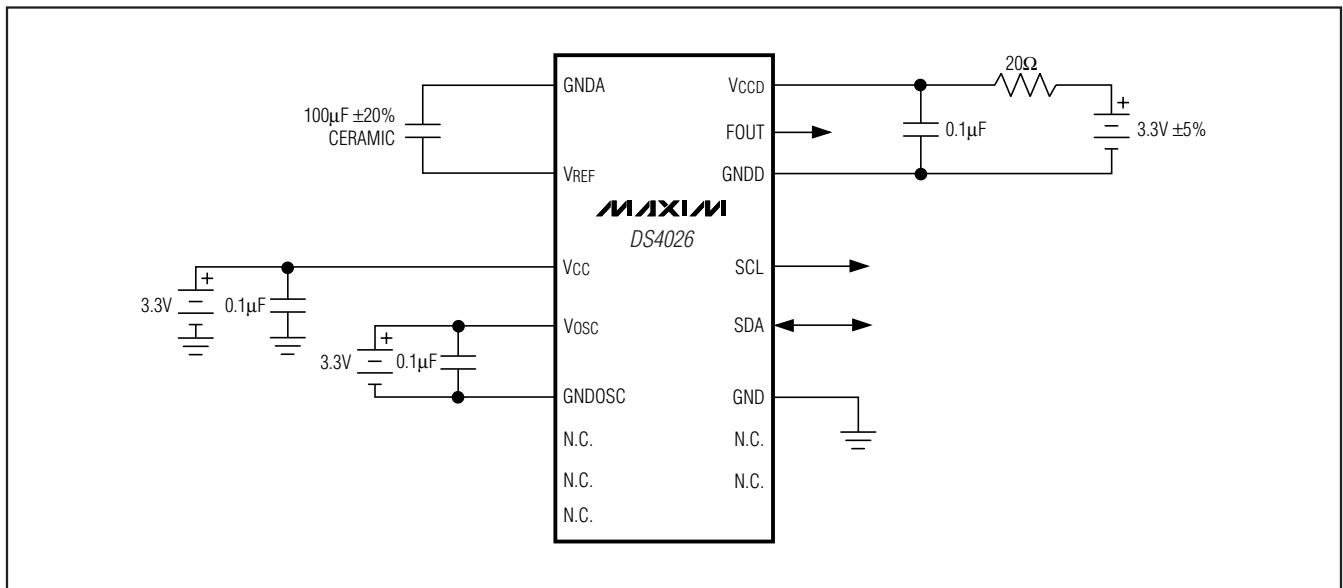 GNDA
100μF ±20%
CERAMIC
VREF
VCC
+
3.3V
0.1μF
VOSC
+
3.3V
0.1μF
GNDOSC
N.C.
N.C.
N.C.
MAXIM
DS4026
VCCD
FOUT
GNDD
SCL
SDA
GND
N.C.
N.C.
20Ω
0.1μF
+
3.3V ±5%